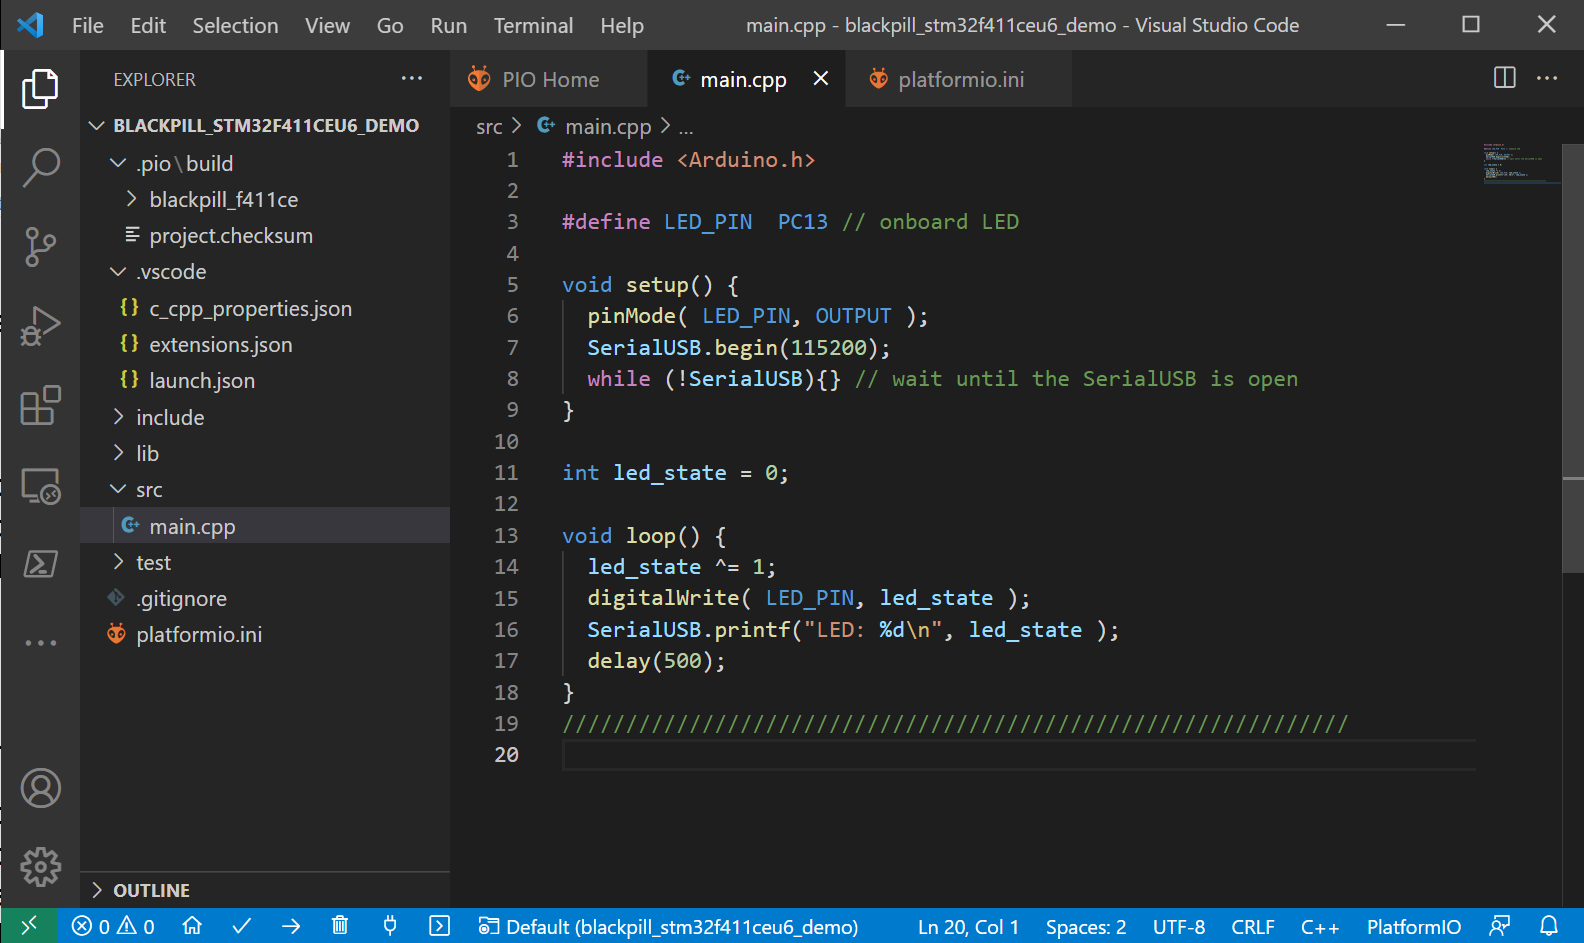 File Edit Selection View Go Run Terminal Help main.cpp - blackpill_stm32f411ceu6_demo - Visual Studio Code
EXPLORER
PIO Home main.cpp platformio.ini
BLACKPILL_STM32F411CEU6_DEMO
.pio\build
blackpill_f411ce
project.checksum
.vscode
c_cpp_properties.json
extensions.json
launch.json
include
lib
src
main.cpp
test
.gitignore
platformio.ini
OUTLINE
src > main.cpp > ...
1 #include <Arduino.h>
2
3 #define LED_PIN  PC13 // onboard LED
4
5 void setup() {
6   pinMode( LED_PIN, OUTPUT );
7   SerialUSB.begin(115200);
8   while (!SerialUSB){} // wait until the SerialUSB is open
9 }
10
11 int led_state = 0;
12
13 void loop() {
14   led_state ^= 1;
15   digitalWrite( LED_PIN, led_state );
16   SerialUSB.printf("LED: %d\n", led_state );
17   delay(500);
18 }
19 //////////////////////////////////////////////////////////////
20
0 0 Default (blackpill_stm32f411ceu6_demo) Ln 20, Col 1 Spaces: 2 UTF-8 CRLF C++ PlatformIO